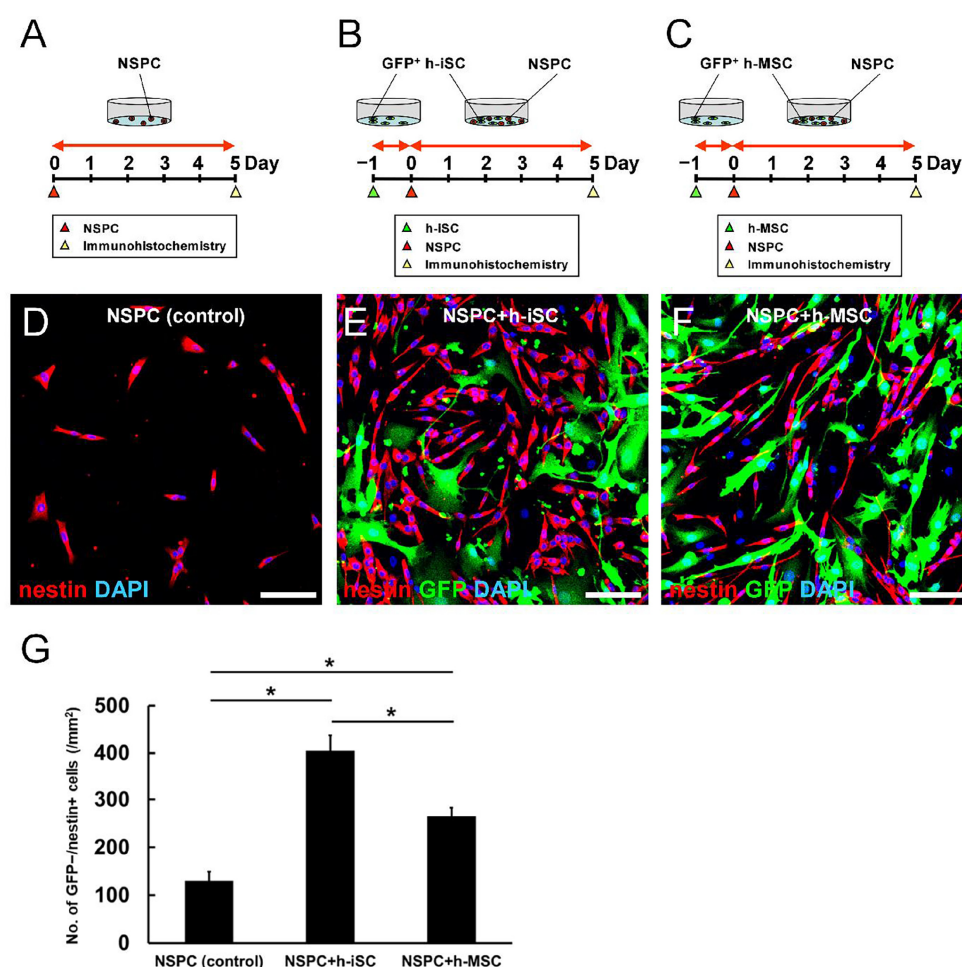 A
B
C
NSPC
GFP⁺ h-iSC
NSPC
GFP⁺ h-MSC
NSPC
0 1 2 3 4 5 Day
−1 0 1 2 3 4 5 Day
−1 0 1 2 3 4 5 Day
NSPC
Immunohistochemistry
h-iSC
NSPC
Immunohistochemistry
h-MSC
NSPC
Immunohistochemistry
D
NSPC (control)
nestin DAPI
E
NSPC+h-iSC
nestin GFP DAPI
F
NSPC+h-MSC
nestin GFP DAPI
G
*
*
*
No. of GFP−/nestin+ cells (/mm²)
500
400
300
200
100
0
NSPC (control)
NSPC+h-iSC
NSPC+h-MSC